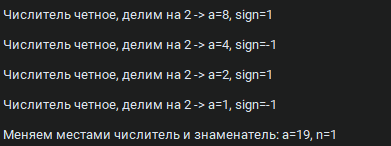 Числитель четное, делим на 2 -> a=8, sign=1
Числитель четное, делим на 2 -> a=4, sign=-1
Числитель четное, делим на 2 -> a=2, sign=1
Числитель четное, делим на 2 -> a=1, sign=-1
Меняем местами числитель и знаменатель: a=19, n=1